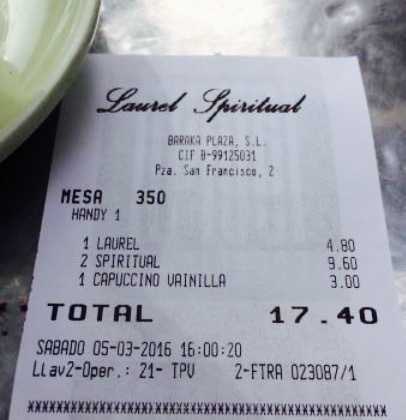 Laurel Spiritual
BARAKA PLAZA, S.L.
CIF B-99125031
Pza. San Francisco, 2
MESA 350
HANDY 1
1 LAUREL 4.80
2 SPIRITUAL 9.60
1 CAPUCCINO VAINILLA 3.00
TOTAL 17.40
SABADO 05-03-2016 16:00:20
Llav2-Oper.: 21- TPV 2-FTRA 023087/1